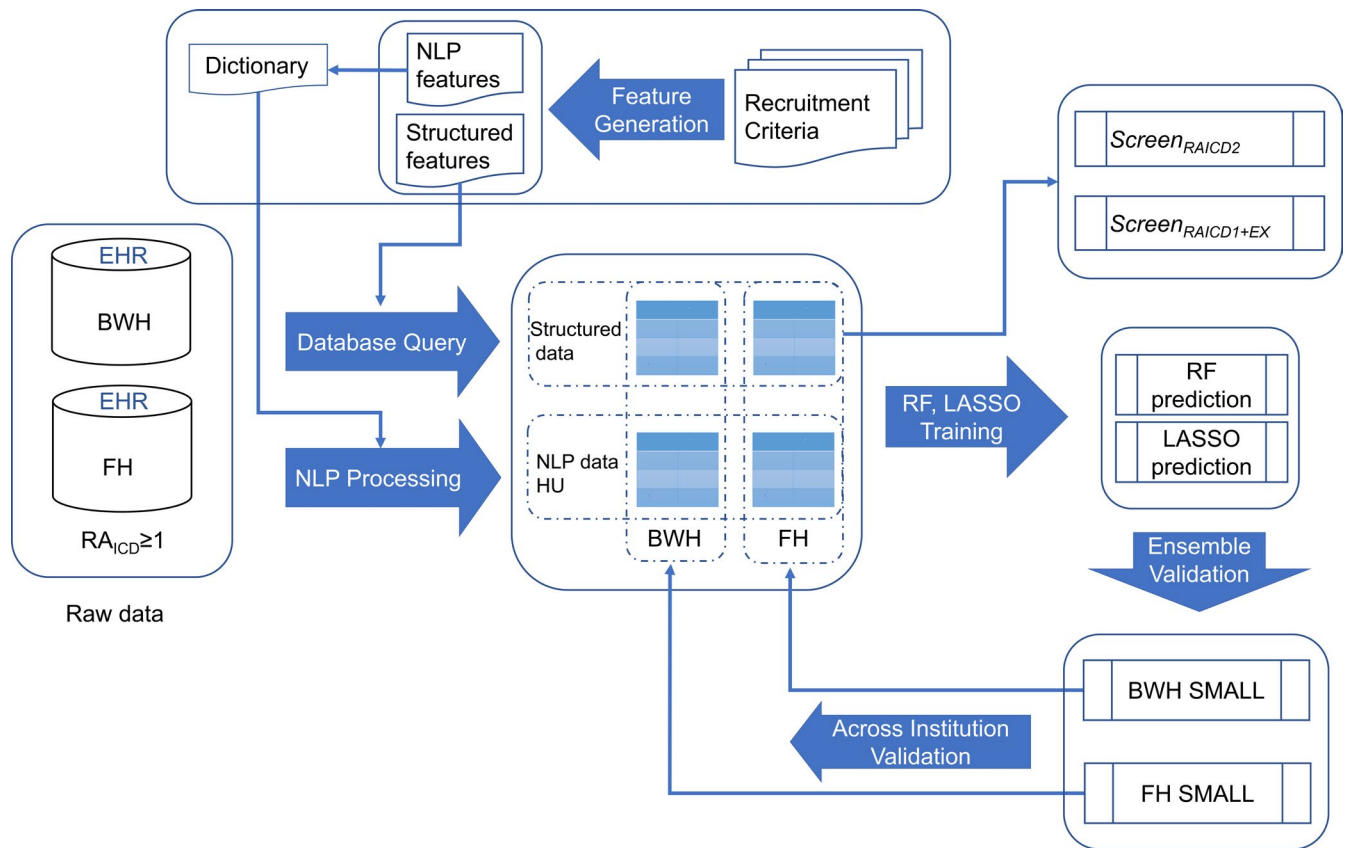 Dictionary
NLP
features
Structured
features
Feature
Generation
Recruitment
Criteria
Screen_RAICD2
Screen_RAICD1+EX
EHR
BWH
EHR
FH
RA_ICD≥1
Raw data
Database Query
NLP Processing
Structured
data
NLP data
HU
BWH
FH
RF, LASSO
Training
RF
prediction
LASSO
prediction
Ensemble
Validation
BWH SMALL
FH SMALL
Across Institution
Validation